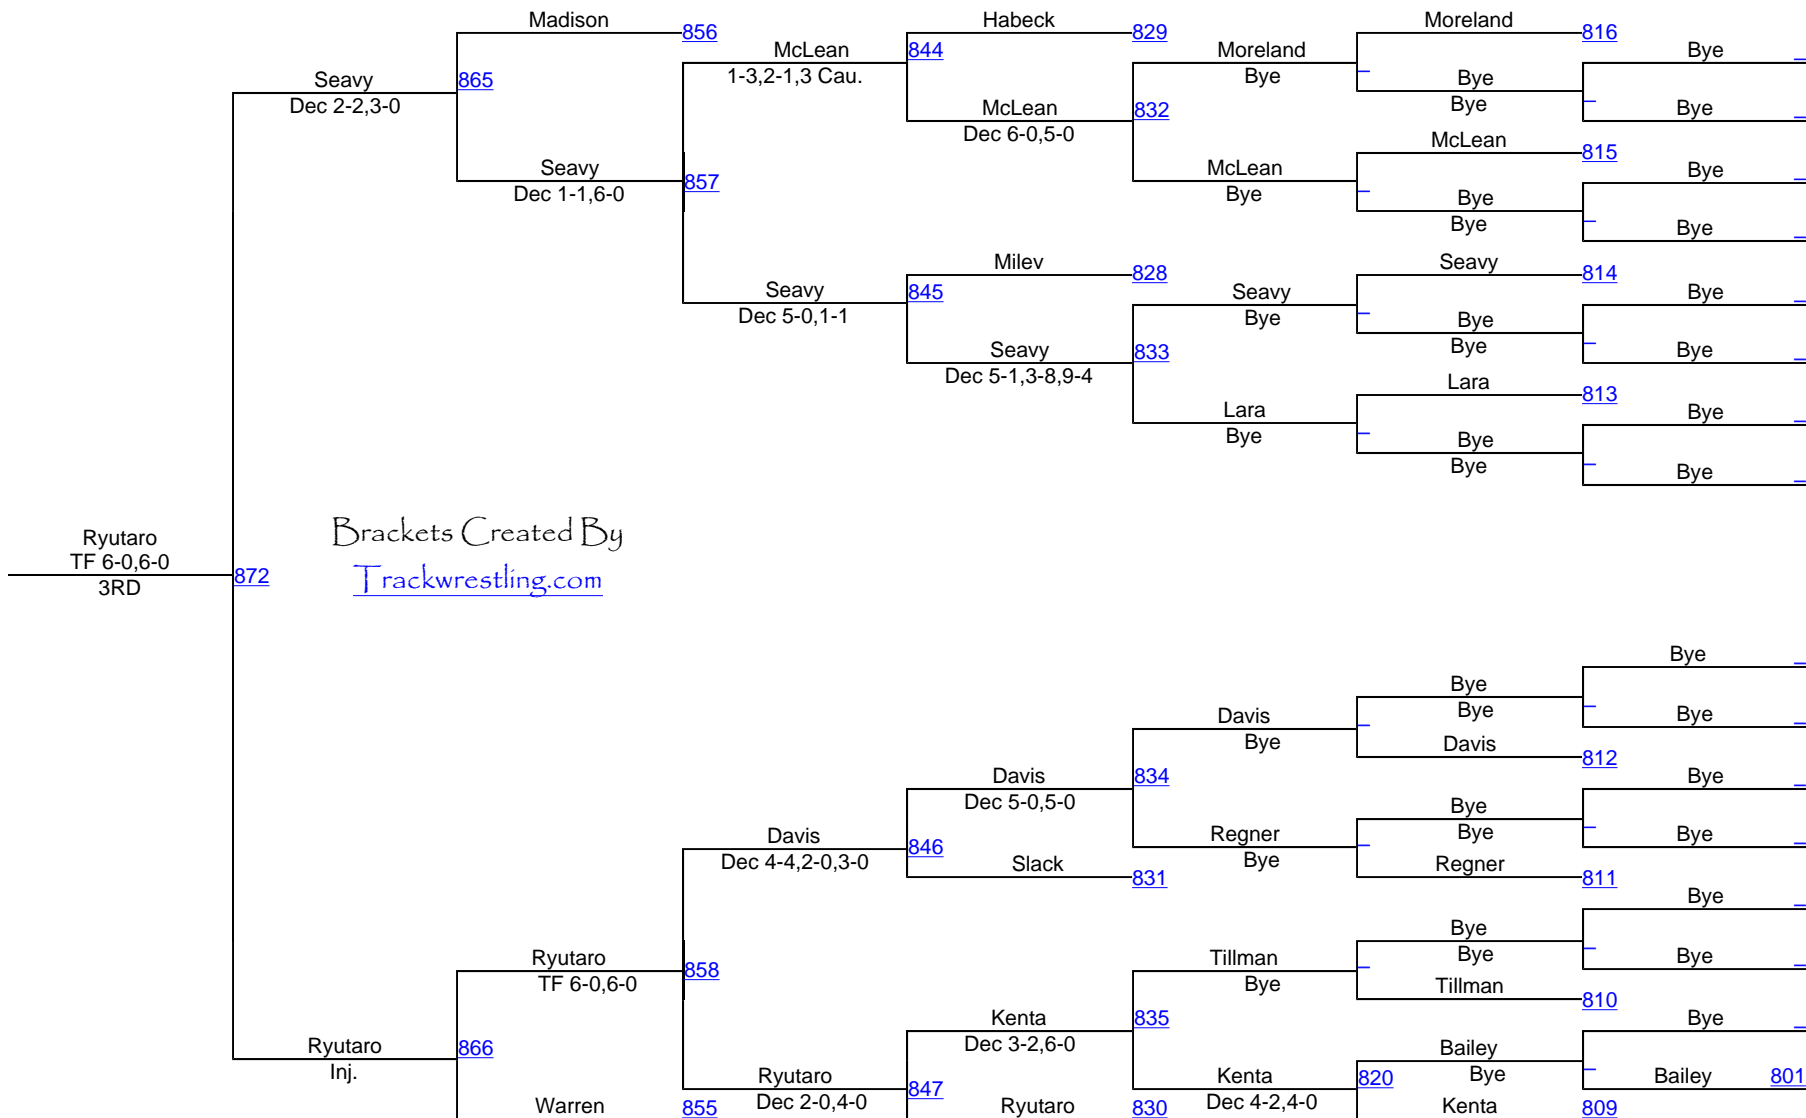 Madison
856
Habeck
829
Moreland
816
McLean
1-3,2-1,3 Cau.
844
Moreland
Bye
Bye
Seavy
Dec 2-2,3-0
865
Bye
Bye
Bye
McLean
Dec 6-0,5-0
832
McLean
815
Seavy
Dec 1-1,6-0
857
McLean
Bye
Bye
Bye
Bye
Bye
Milev
828
Seavy
814
Seavy
Dec 5-0,1-1
845
Seavy
Bye
Bye
Bye
Bye
Bye
Seavy
Dec 5-1,3-8,9-4
833
Lara
813
Lara
Bye
Bye
Bye
Bye
Bye
Ryutaro
TF 6-0,6-0
3RD
872
Brackets Created By
Trackwrestling.com
Bye
Bye
Bye
Bye
Davis
Bye
Davis
812
Davis
Dec 5-0,5-0
834
Bye
Bye
Bye
Bye
Davis
Dec 4-4,2-0,3-0
846
Regner
Bye
Slack
831
Regner
811
Bye
Bye
Bye
Bye
Ryutaro
TF 6-0,6-0
858
Tillman
Bye
Tillman
810
Kenta
Dec 3-2,6-0
835
Bye
Ryutaro
Inj.
866
Bailey
Bye
Ryutaro
Dec 2-0,4-0
847
Kenta
Dec 4-2,4-0
820
Bailey
801
Warren
855
Ryutaro
830
Kenta
809